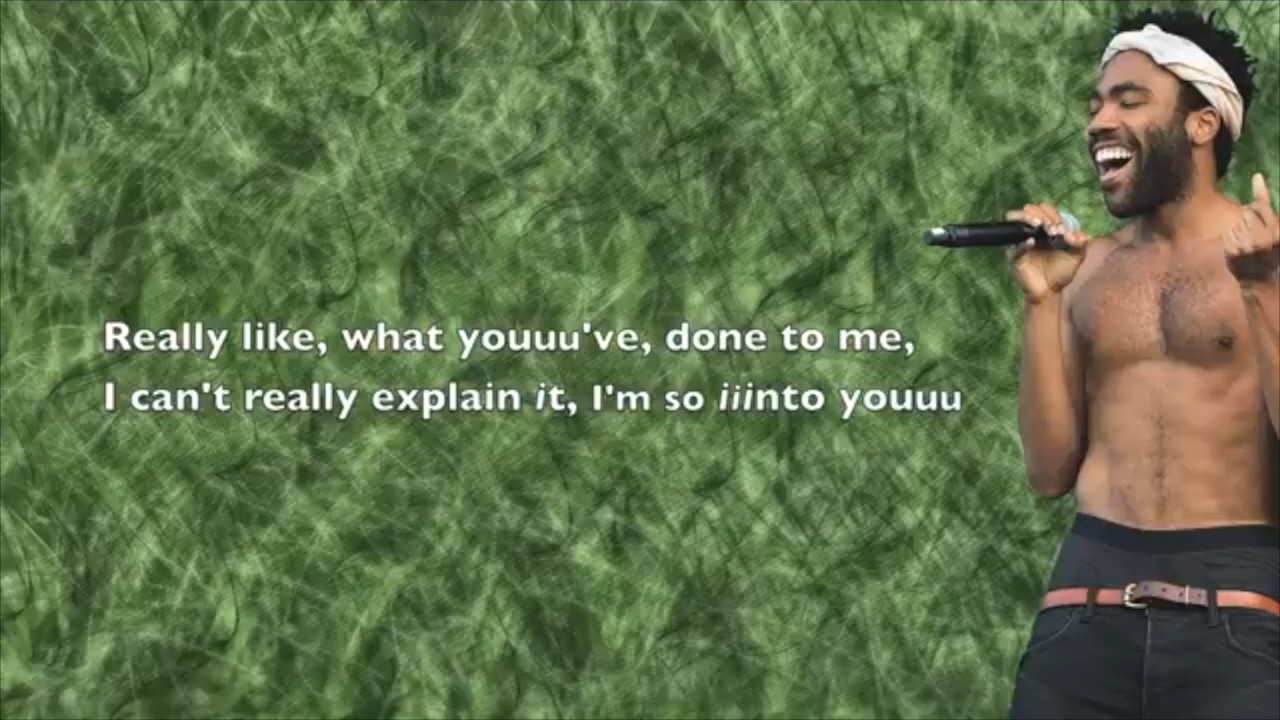 Really like, what youuu've, done to me,
I can't really explain it, I'm so iiinto youuu